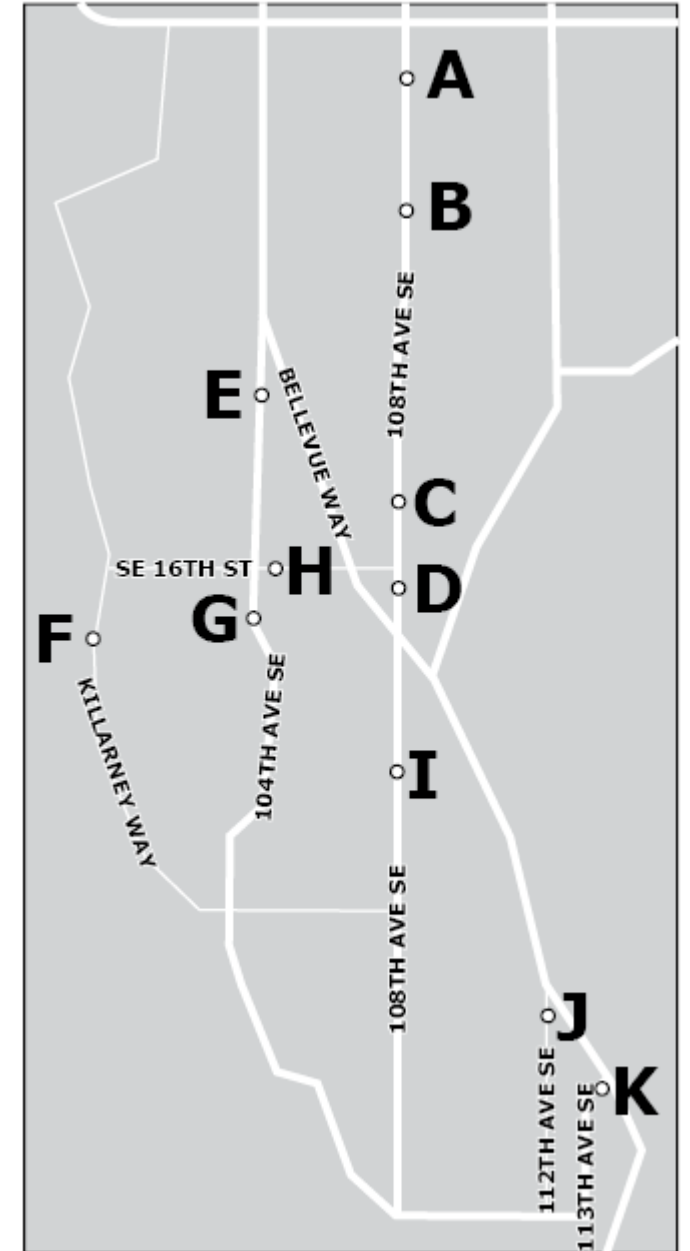 A
B
108TH AVE SE
E
BELLEVUE WAY
C
SE 16TH ST
H
D
G
F
104TH AVE SE
KILLARNEY WAY
I
108TH AVE SE
J
112TH AVE SE
K
113TH AVE SE